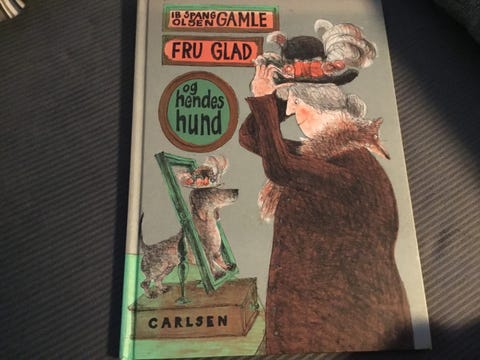 IB SPANG
OLSEN
GAMLE
FRU GLAD
og
hendes
hund
CARLSEN